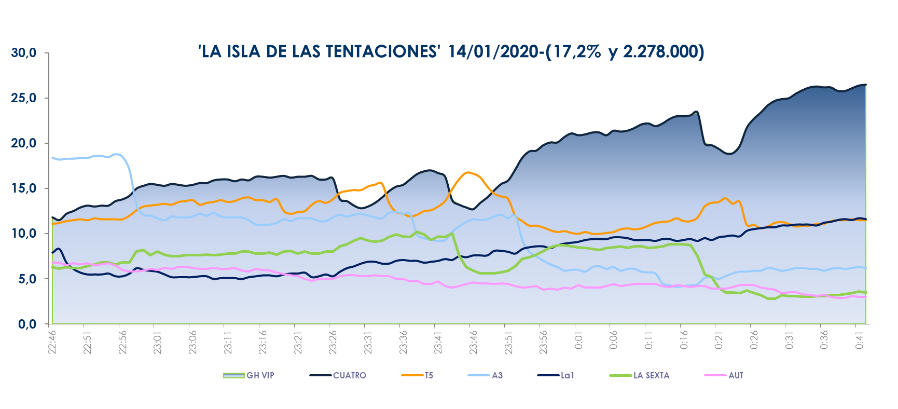 'LA ISLA DE LAS TENTACIONES' 14/01/2020-(17,2% y 2.278.000)
30,0
25,0
20,0
15,0
10,0
5,0
0,0
22:46 22:51 22:56 23:01 23:06 23:11 23:16 23:21 23:26 23:31 23:36 23:41 23:46 23:51 23:56 0:01 0:06 0:11 0:16 0:21 0:26 0:31 0:36 0:41
GH VIP CUATRO T5 A3 La1 LA SEXTA AUT